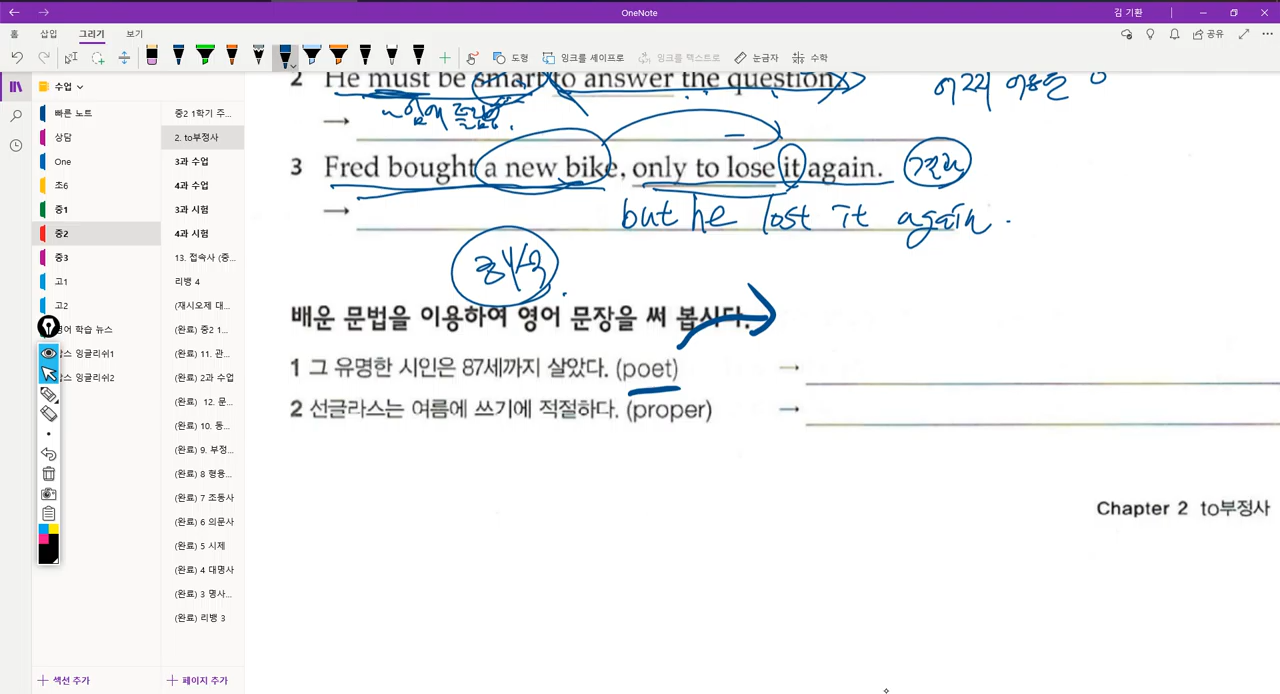 OneNote
김 기환
홈 삽입 그리기 보기
공유
도형 잉크를 셰이프로 잉크를 텍스트로 눈금자 수학
수업
빠른 노트
상담
One
초6
중1
중2
중3
고1
고2
영어 학습 뉴스
스 잉글리쉬1
스 잉글리쉬2
섹션 추가
중2 1학기 주...
2. to부정사
3과 수업
4과 수업
3과 시험
4과 시험
13. 접속사 (중...
리뱅 4
(재시오제 대...
(완료) 중2 1...
(완료) 11. 관...
(완료) 2과 수업
(완료) 12. 문...
(완료) 10. 동...
(완료) 9. 부정...
(완료) 8 형용...
(완료) 7 조동사
(완료) 6 의문사
(완료) 5 시제
(완료) 4 대명사
(완료) 3 명사...
(완료) 리뱅 3
페이지 추가
2 He must be smart to answer the question.
→
3 Fred bought a new bike, only to lose it again. 결과
→ but he lost it again.
배운 문법을 이용하여 영어 문장을 써 봅시다.
1 그 유명한 시인은 87세까지 살았다. (poet) →
2 선글라스는 여름에 쓰기에 적절하다. (proper) →
Chapter 2 to부정사